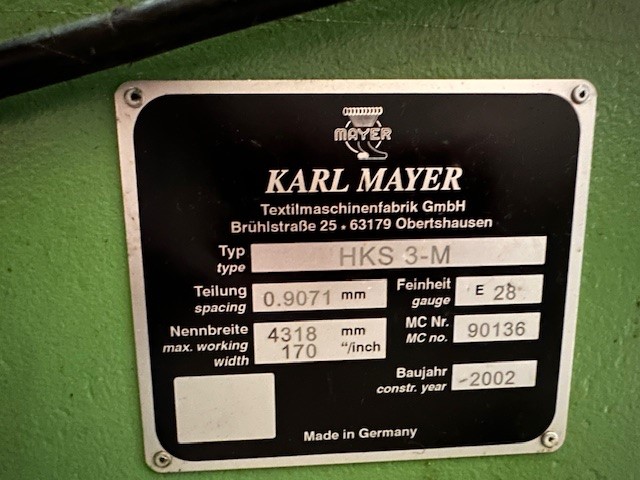 MAYER
KARL MAYER
Textilmaschinenfabrik GmbH
Brühlstraße 25 * 63179 Obertshausen
Typ
type
HKS 3-M
Teilung
spacing
0.9071 mm
Feinheit
gauge
E 28
Nennbreite
max. working
width
4318 mm
170 "/inch
MC Nr.
MC no.
90136
Baujahr
constr. year
-2002
Made in Germany